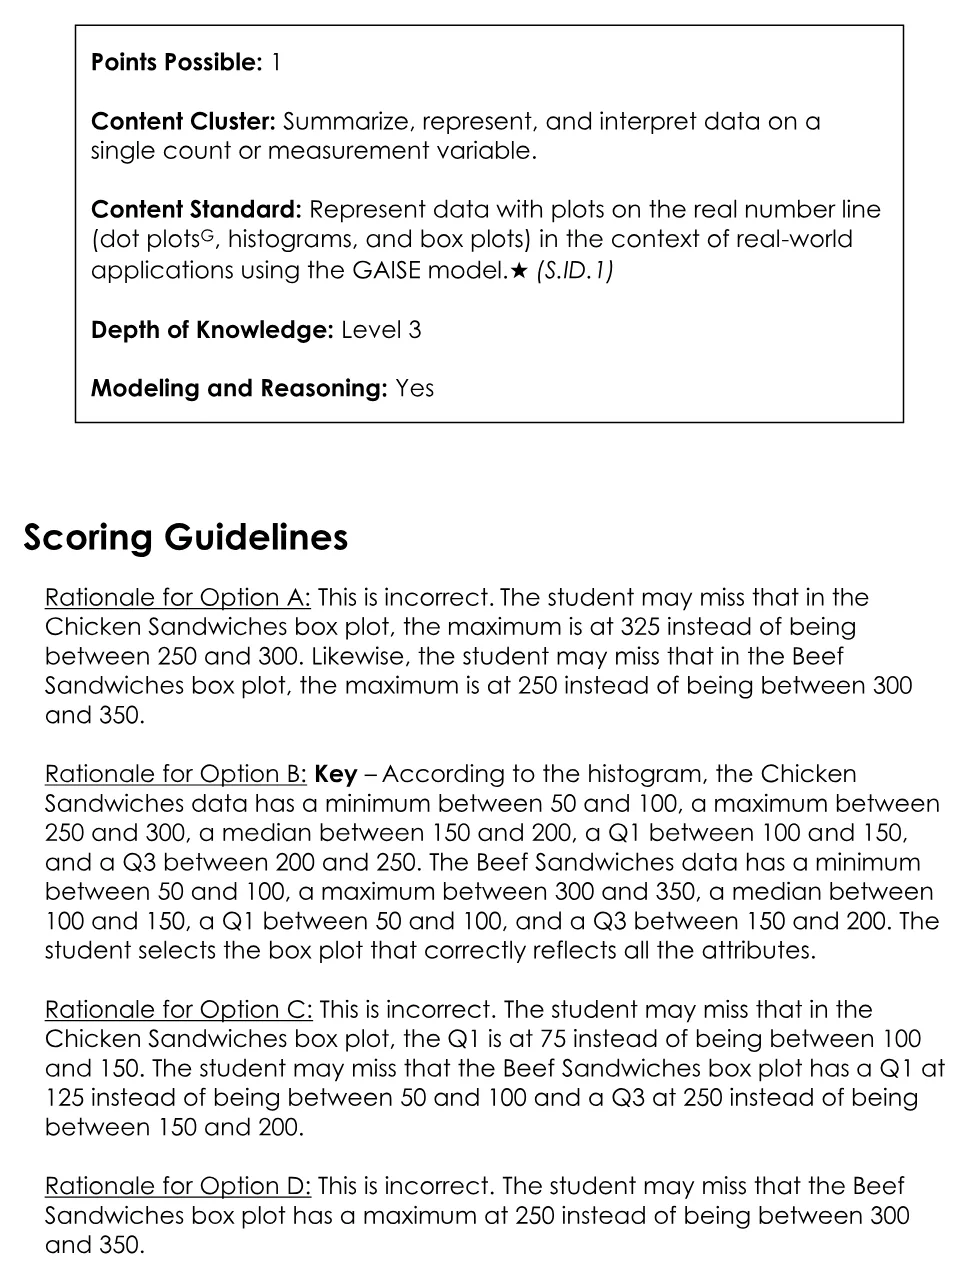 Points Possible: 1
Content Cluster: Summarize, represent, and interpret data on a
single count or measurement variable.
Content Standard: Represent data with plots on the real number line
(dot plotsᴳ, histograms, and box plots) in the context of real-world
applications using the GAISE model.★ (S.ID.1)
Depth of Knowledge: Level 3
Modeling and Reasoning: Yes
Scoring Guidelines
Rationale for Option A: This is incorrect. The student may miss that in the
Chicken Sandwiches box plot, the maximum is at 325 instead of being
between 250 and 300. Likewise, the student may miss that in the Beef
Sandwiches box plot, the maximum is at 250 instead of being between 300
and 350.
Rationale for Option B: Key – According to the histogram, the Chicken
Sandwiches data has a minimum between 50 and 100, a maximum between
250 and 300, a median between 150 and 200, a Q1 between 100 and 150,
and a Q3 between 200 and 250. The Beef Sandwiches data has a minimum
between 50 and 100, a maximum between 300 and 350, a median between
100 and 150, a Q1 between 50 and 100, and a Q3 between 150 and 200. The
student selects the box plot that correctly reflects all the attributes.
Rationale for Option C: This is incorrect. The student may miss that in the
Chicken Sandwiches box plot, the Q1 is at 75 instead of being between 100
and 150. The student may miss that the Beef Sandwiches box plot has a Q1 at
125 instead of being between 50 and 100 and a Q3 at 250 instead of being
between 150 and 200.
Rationale for Option D: This is incorrect. The student may miss that the Beef
Sandwiches box plot has a maximum at 250 instead of being between 300
and 350.